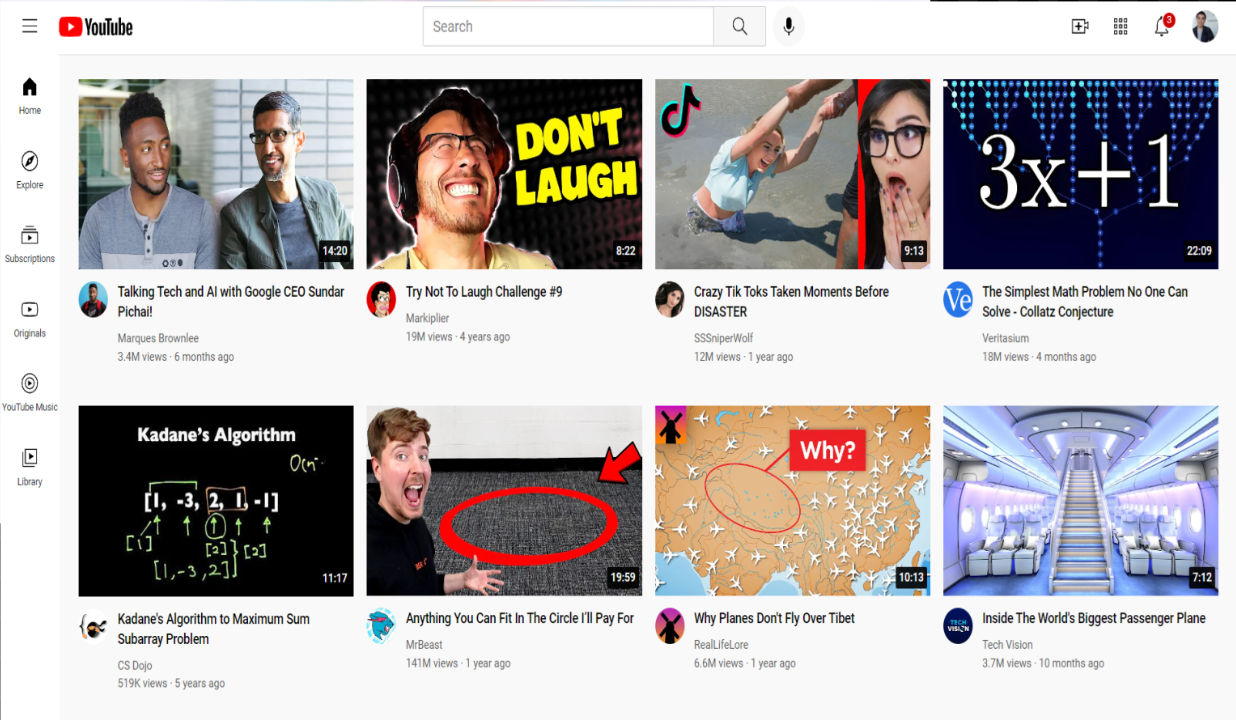 YouTube
Search
3
Home
Explore
Subscriptions
Originals
YouTube Music
Library
DON'T
LAUGH
3x+1
14:20
8:22
9:13
22:09
Talking Tech and AI with Google CEO Sundar
Pichai!
Marques Brownlee
3.4M views · 6 months ago
Try Not To Laugh Challenge #9
Markiplier
19M views · 4 years ago
Crazy Tik Toks Taken Moments Before
DISASTER
SSSniperWolf
12M views · 1 year ago
Ve
The Simplest Math Problem No One Can
Solve - Collatz Conjecture
Veritasium
18M views · 4 months ago
Kadane's Algorithm
[1, -3, 2, 1, -1]
[1]
[2]
[2]
[1, -3, 2]
11:17
19:59
Why?
10:13
7:12
Kadane's Algorithm to Maximum Sum
Subarray Problem
CS Dojo
519K views · 5 years ago
Anything You Can Fit In The Circle I'll Pay For
MrBeast
141M views · 1 year ago
Why Planes Don't Fly Over Tibet
RealLifeLore
6.6M views · 1 year ago
TECH
VISION
Inside The World's Biggest Passenger Plane
Tech Vision
3.7M views · 10 months ago